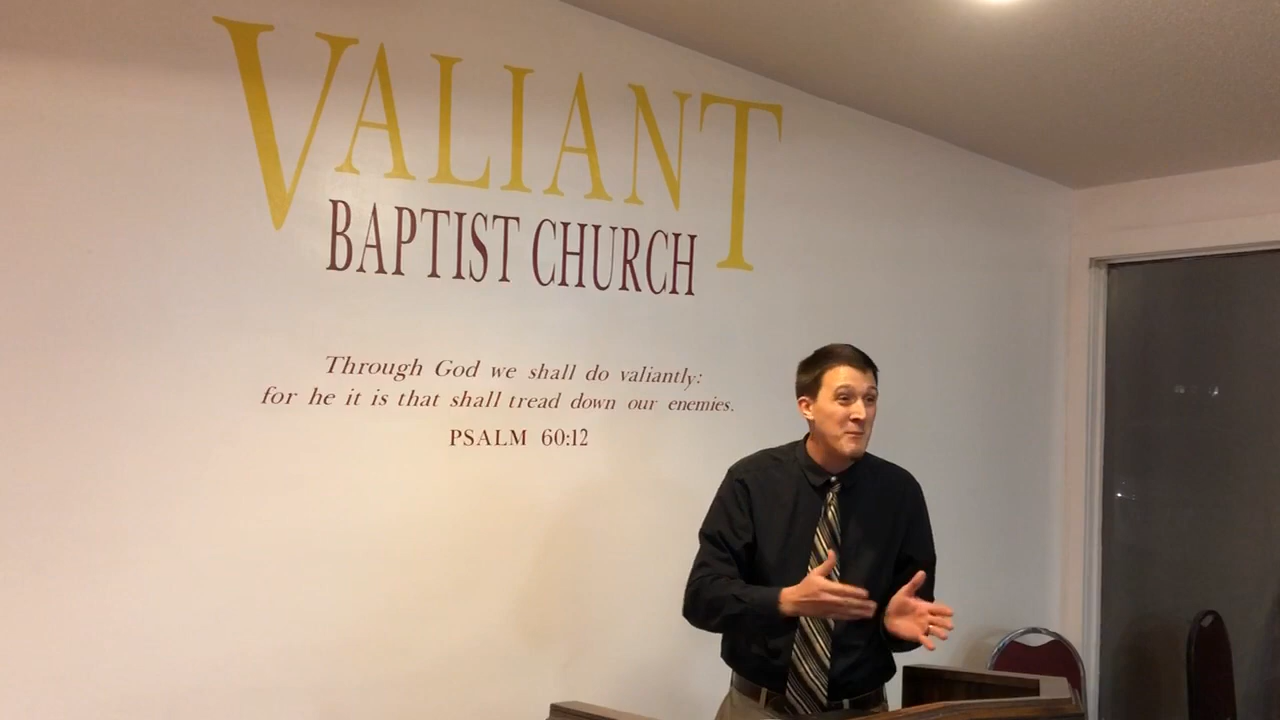 VALIANT
BAPTIST CHURCH
Through God we shall do valiantly:
for he it is that shall tread down our enemies.
PSALM 60:12